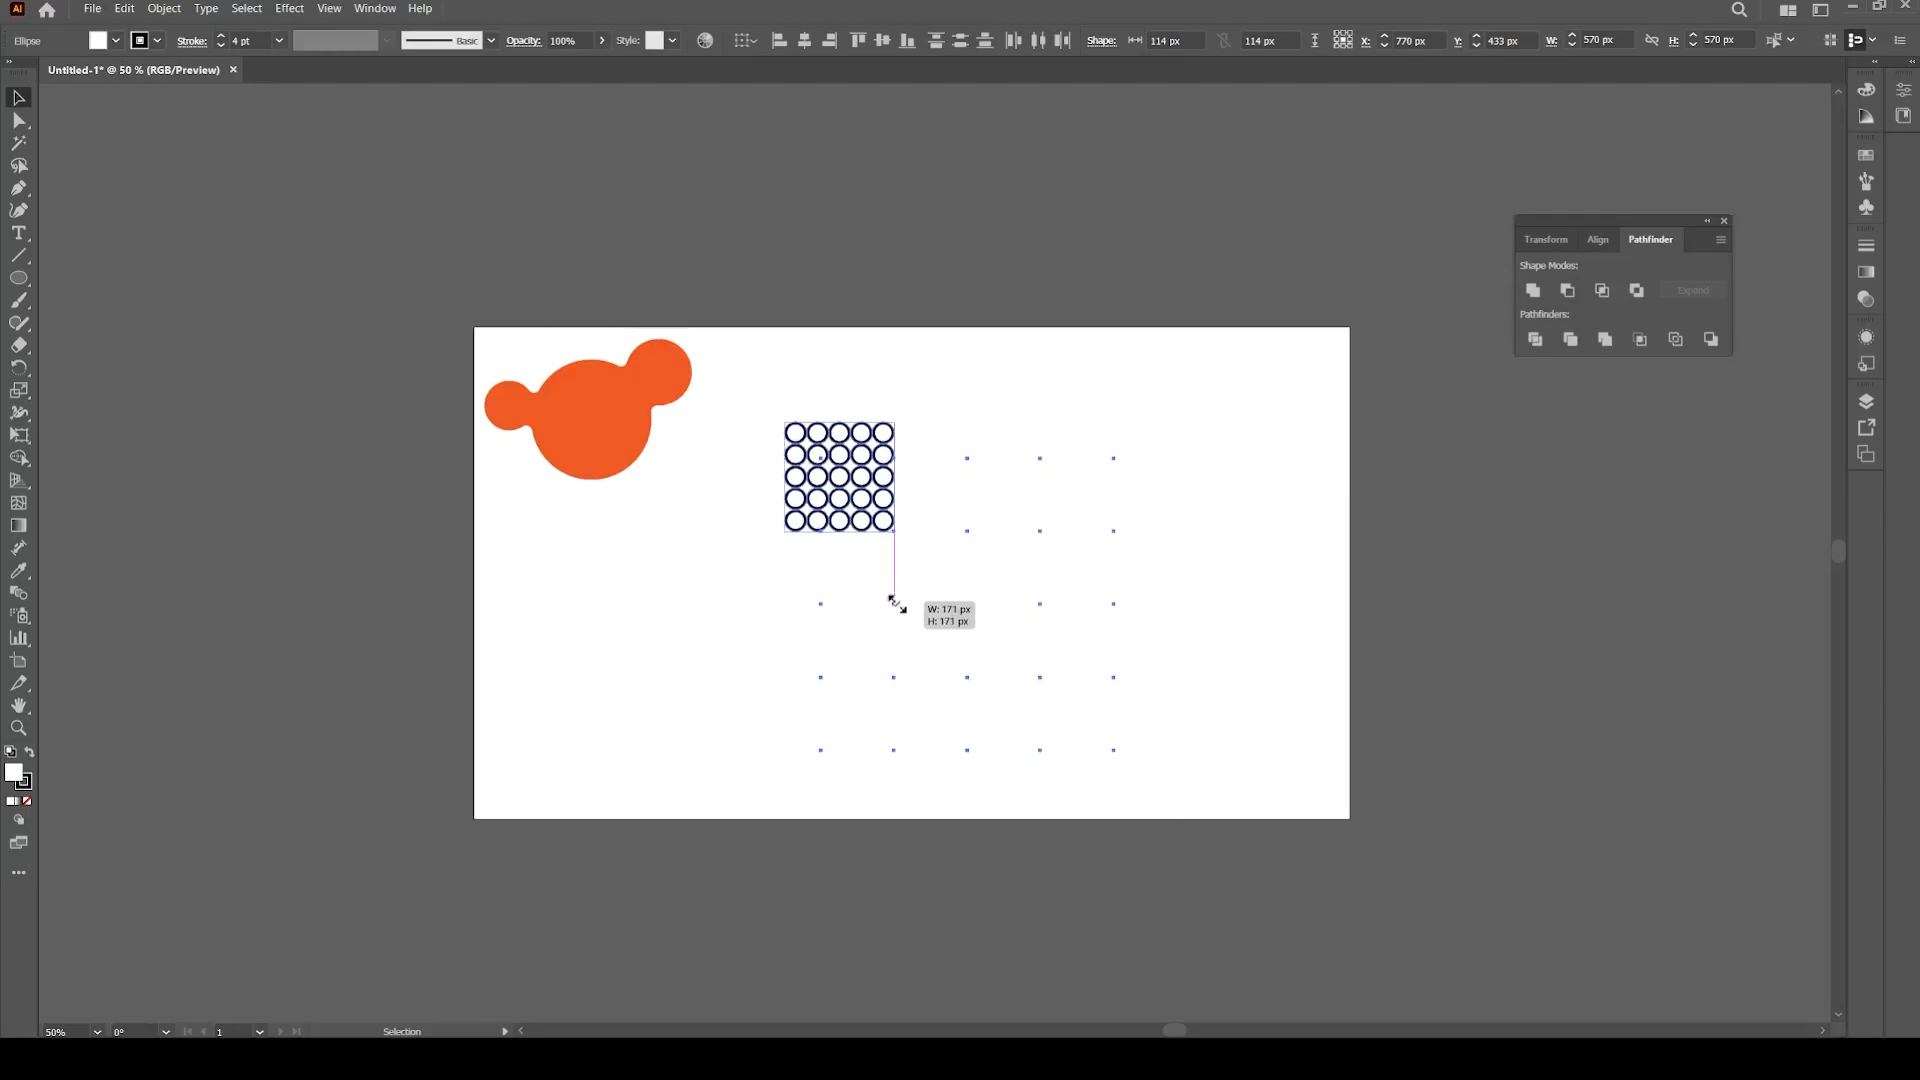 Ai File Edit Object Type Select Effect View Window Help
Ellipse Stroke: 4 pt Basic Opacity: 100% Style: Shape: 114 px 114 px X: 770 px Y: 433 px W: 570 px H: 570 px
Untitled-1* @ 50 % (RGB/Preview)
Transform Align Pathfinder
Shape Modes:
Expand
Pathfinders:
W: 171 px
H: 171 px
50% 0° 1 Selection